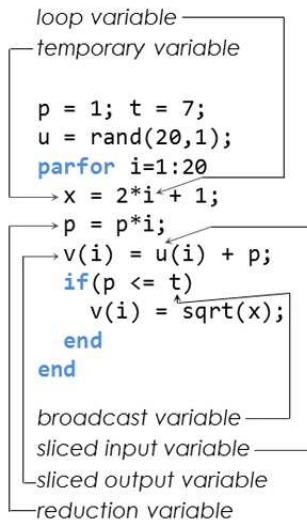 loop variable
temporary variable
p = 1; t = 7;
u = rand(20,1);
parfor i=1:20
x = 2*i + 1;
p = p*i;
v(i) = u(i) + p;
if(p <= t)
v(i) = sqrt(x);
end
end
broadcast variable
sliced input variable
sliced output variable
reduction variable